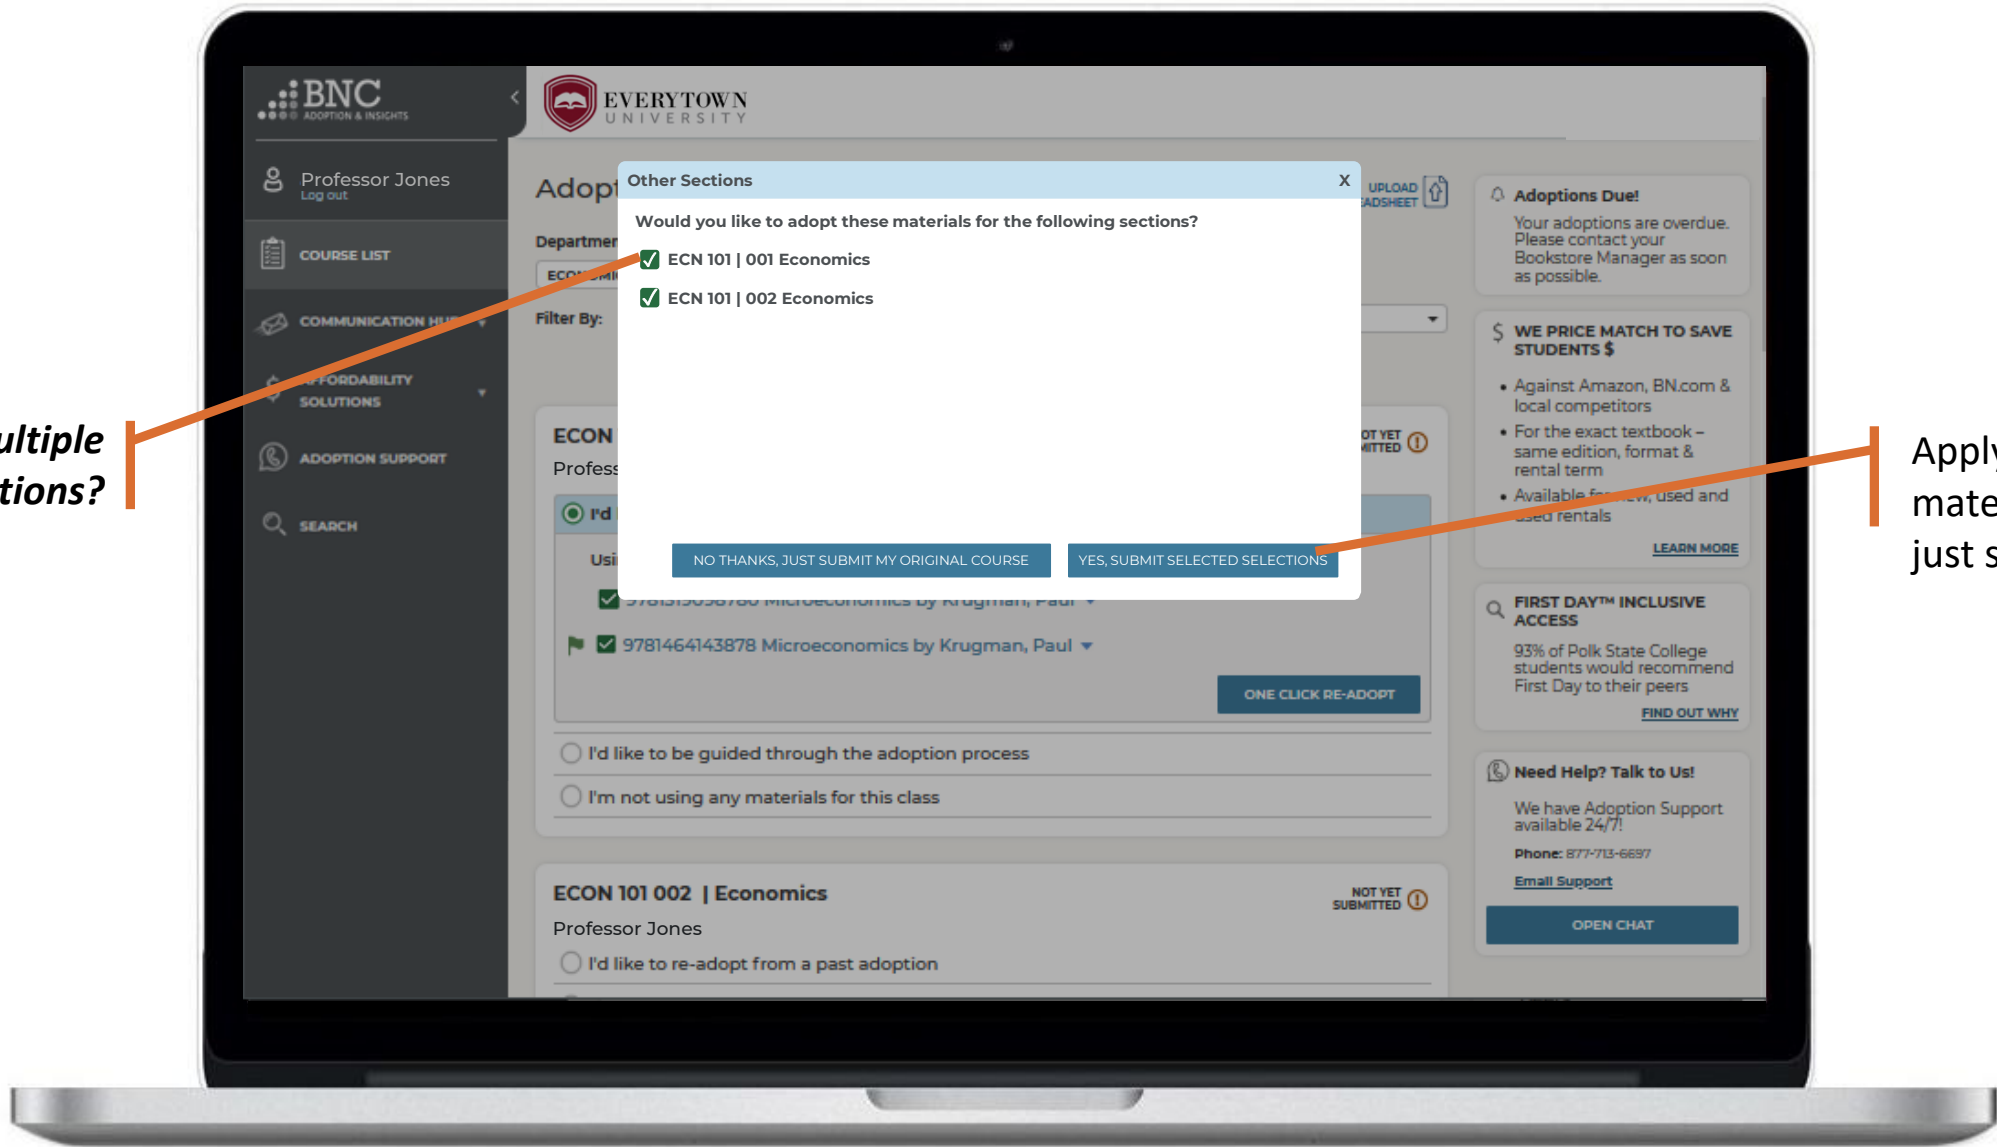 BNC
ADOPTION & INSIGHTS
<
EVERYTOWN
UNIVERSITY
Professor Jones
Log out
COURSE LIST
COMMUNICATION
AFFORDABILITY
SOLUTIONS
ADOPTION SUPPORT
SEARCH
Adopt
UPLOAD
Other Sections
X
Would you like to adopt these materials for the following sections?
ECN 101 | 001 Economics
ECN 101 | 002 Economics
NO THANKS, JUST SUBMIT MY ORIGINAL COURSE
YES, SUBMIT SELECTED SELECTIONS
Filter By:
ECON
NOT YET
I'd
9781464143878 Microeconomics by Krugman, Paul
ONE CLICK RE-ADOPT
I'd like to be guided through the adoption process
I'm not using any materials for this class
ECON 101 002 | Economics
NOT YET
SUBMITTED
Professor Jones
I'd like to re-adopt from a past adoption
Adoptions Due!
Your adoptions are overdue.
Please contact your
Bookstore Manager as soon
as possible.
$ WE PRICE MATCH TO SAVE
STUDENTS $
• Against Amazon, BN.com &
local competitors
• For the exact textbook –
same edition, format &
rental term
• Available for new, used and
used rentals
LEARN MORE
FIRST DAY™ INCLUSIVE
ACCESS
93% of Polk State College
students would recommend
First Day to their peers
FIND OUT WHY
Need Help? Talk to Us!
We have Adoption Support
available 24/7!
Phone: 877-713-6697
Email Support
OPEN CHAT
ultiple
tions?
Apply
mate
just s